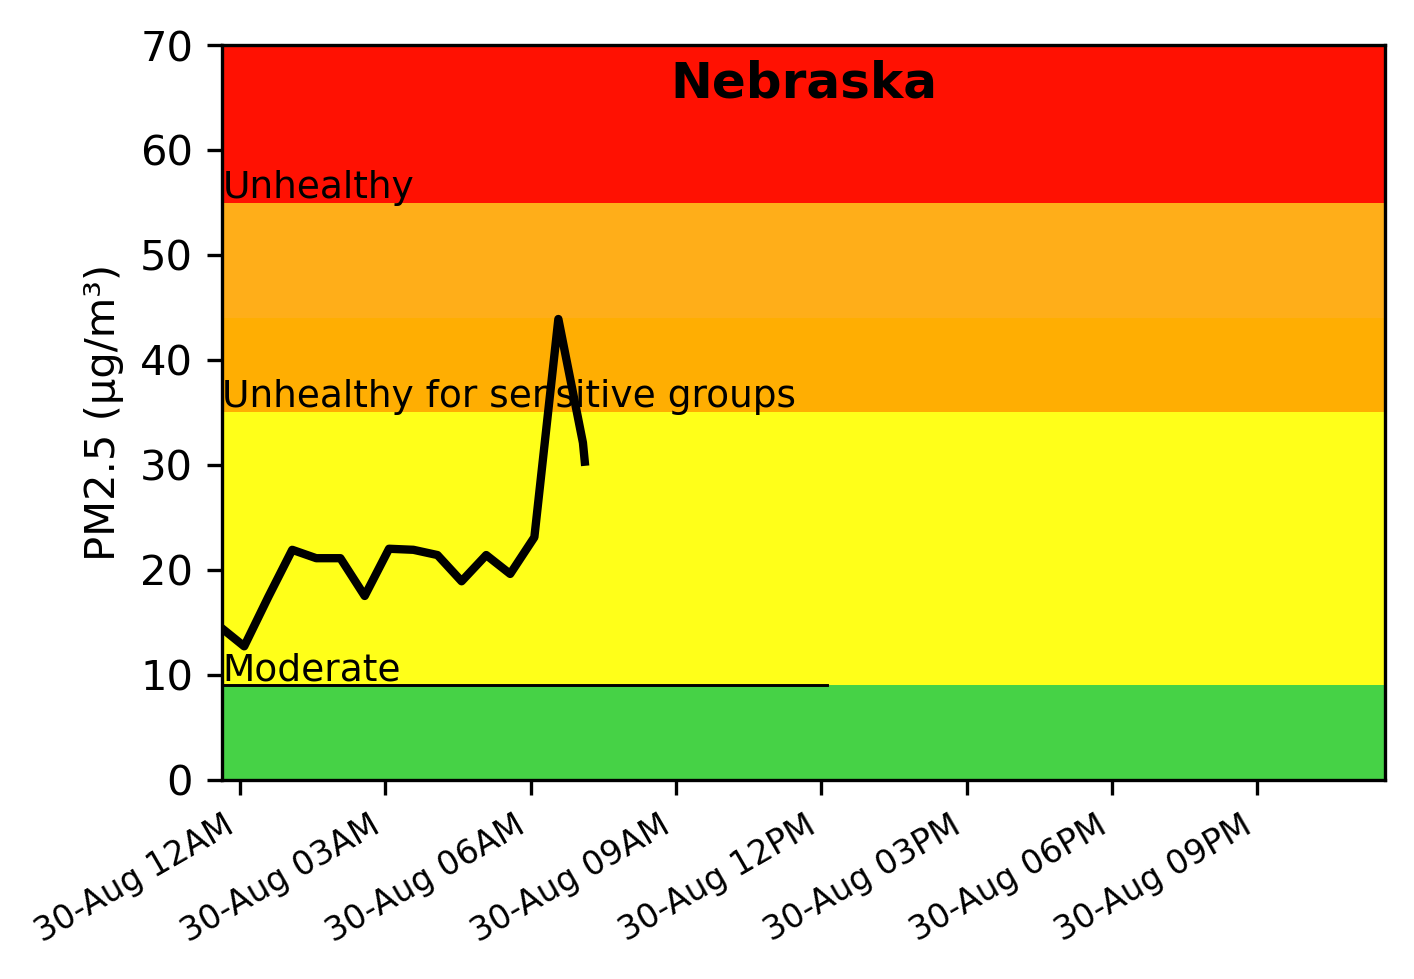 Nebraska
70
60
50
40
30
20
10
0
PM2.5 (µg/m³)
Unhealthy
Unhealthy for sensitive groups
Moderate
30-Aug 12AM
30-Aug 03AM
30-Aug 06AM
30-Aug 09AM
30-Aug 12PM
30-Aug 03PM
30-Aug 06PM
30-Aug 09PM